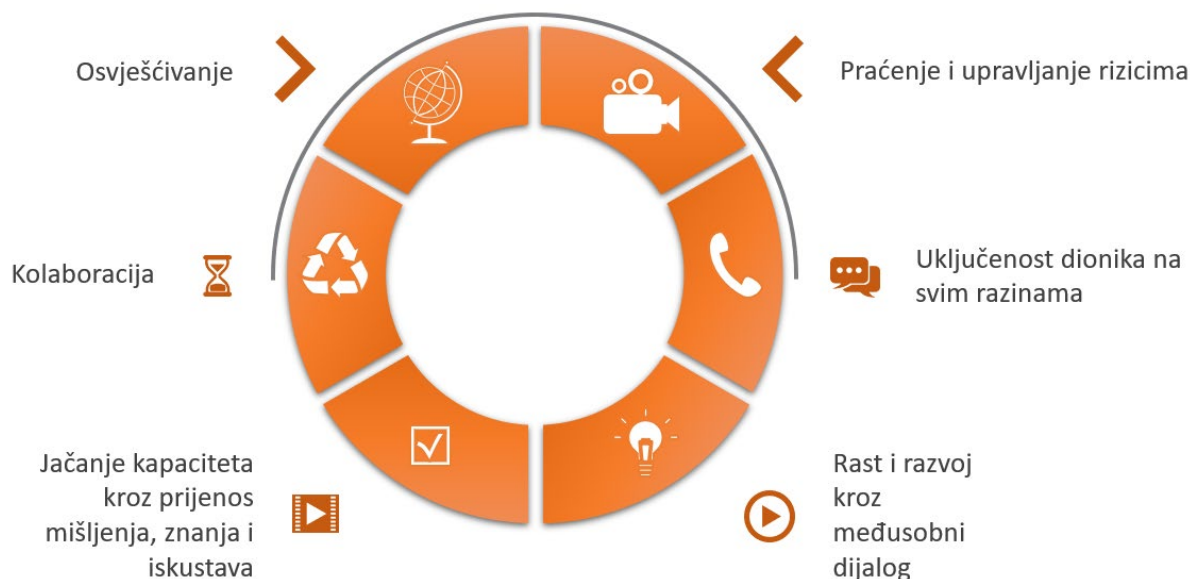 Osvješćivanje
Praćenje i upravljanje rizicima
Kolaboracija
Uključenost dionika na
svim razinama
Jačanje kapaciteta
kroz prijenos
mišljenja, znanja i
iskustava
Rast i razvoj
kroz
međusobni
dijalog